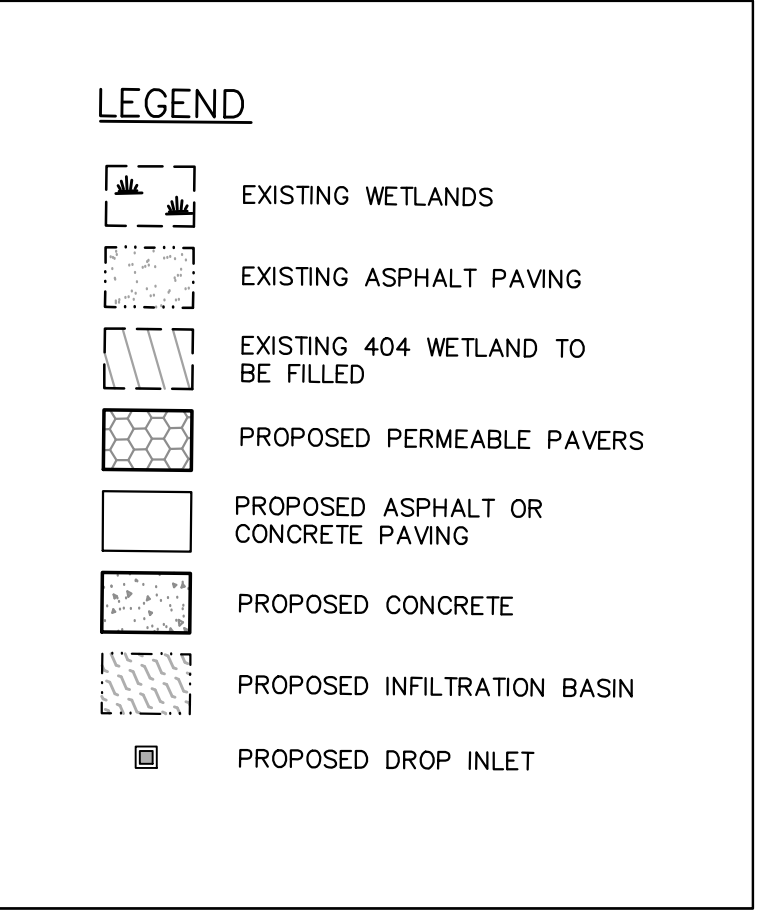 LEGEND
EXISTING WETLANDS
EXISTING ASPHALT PAVING
EXISTING 404 WETLAND TO
BE FILLED
PROPOSED PERMEABLE PAVERS
PROPOSED ASPHALT OR
CONCRETE PAVING
PROPOSED CONCRETE
PROPOSED INFILTRATION BASIN
PROPOSED DROP INLET